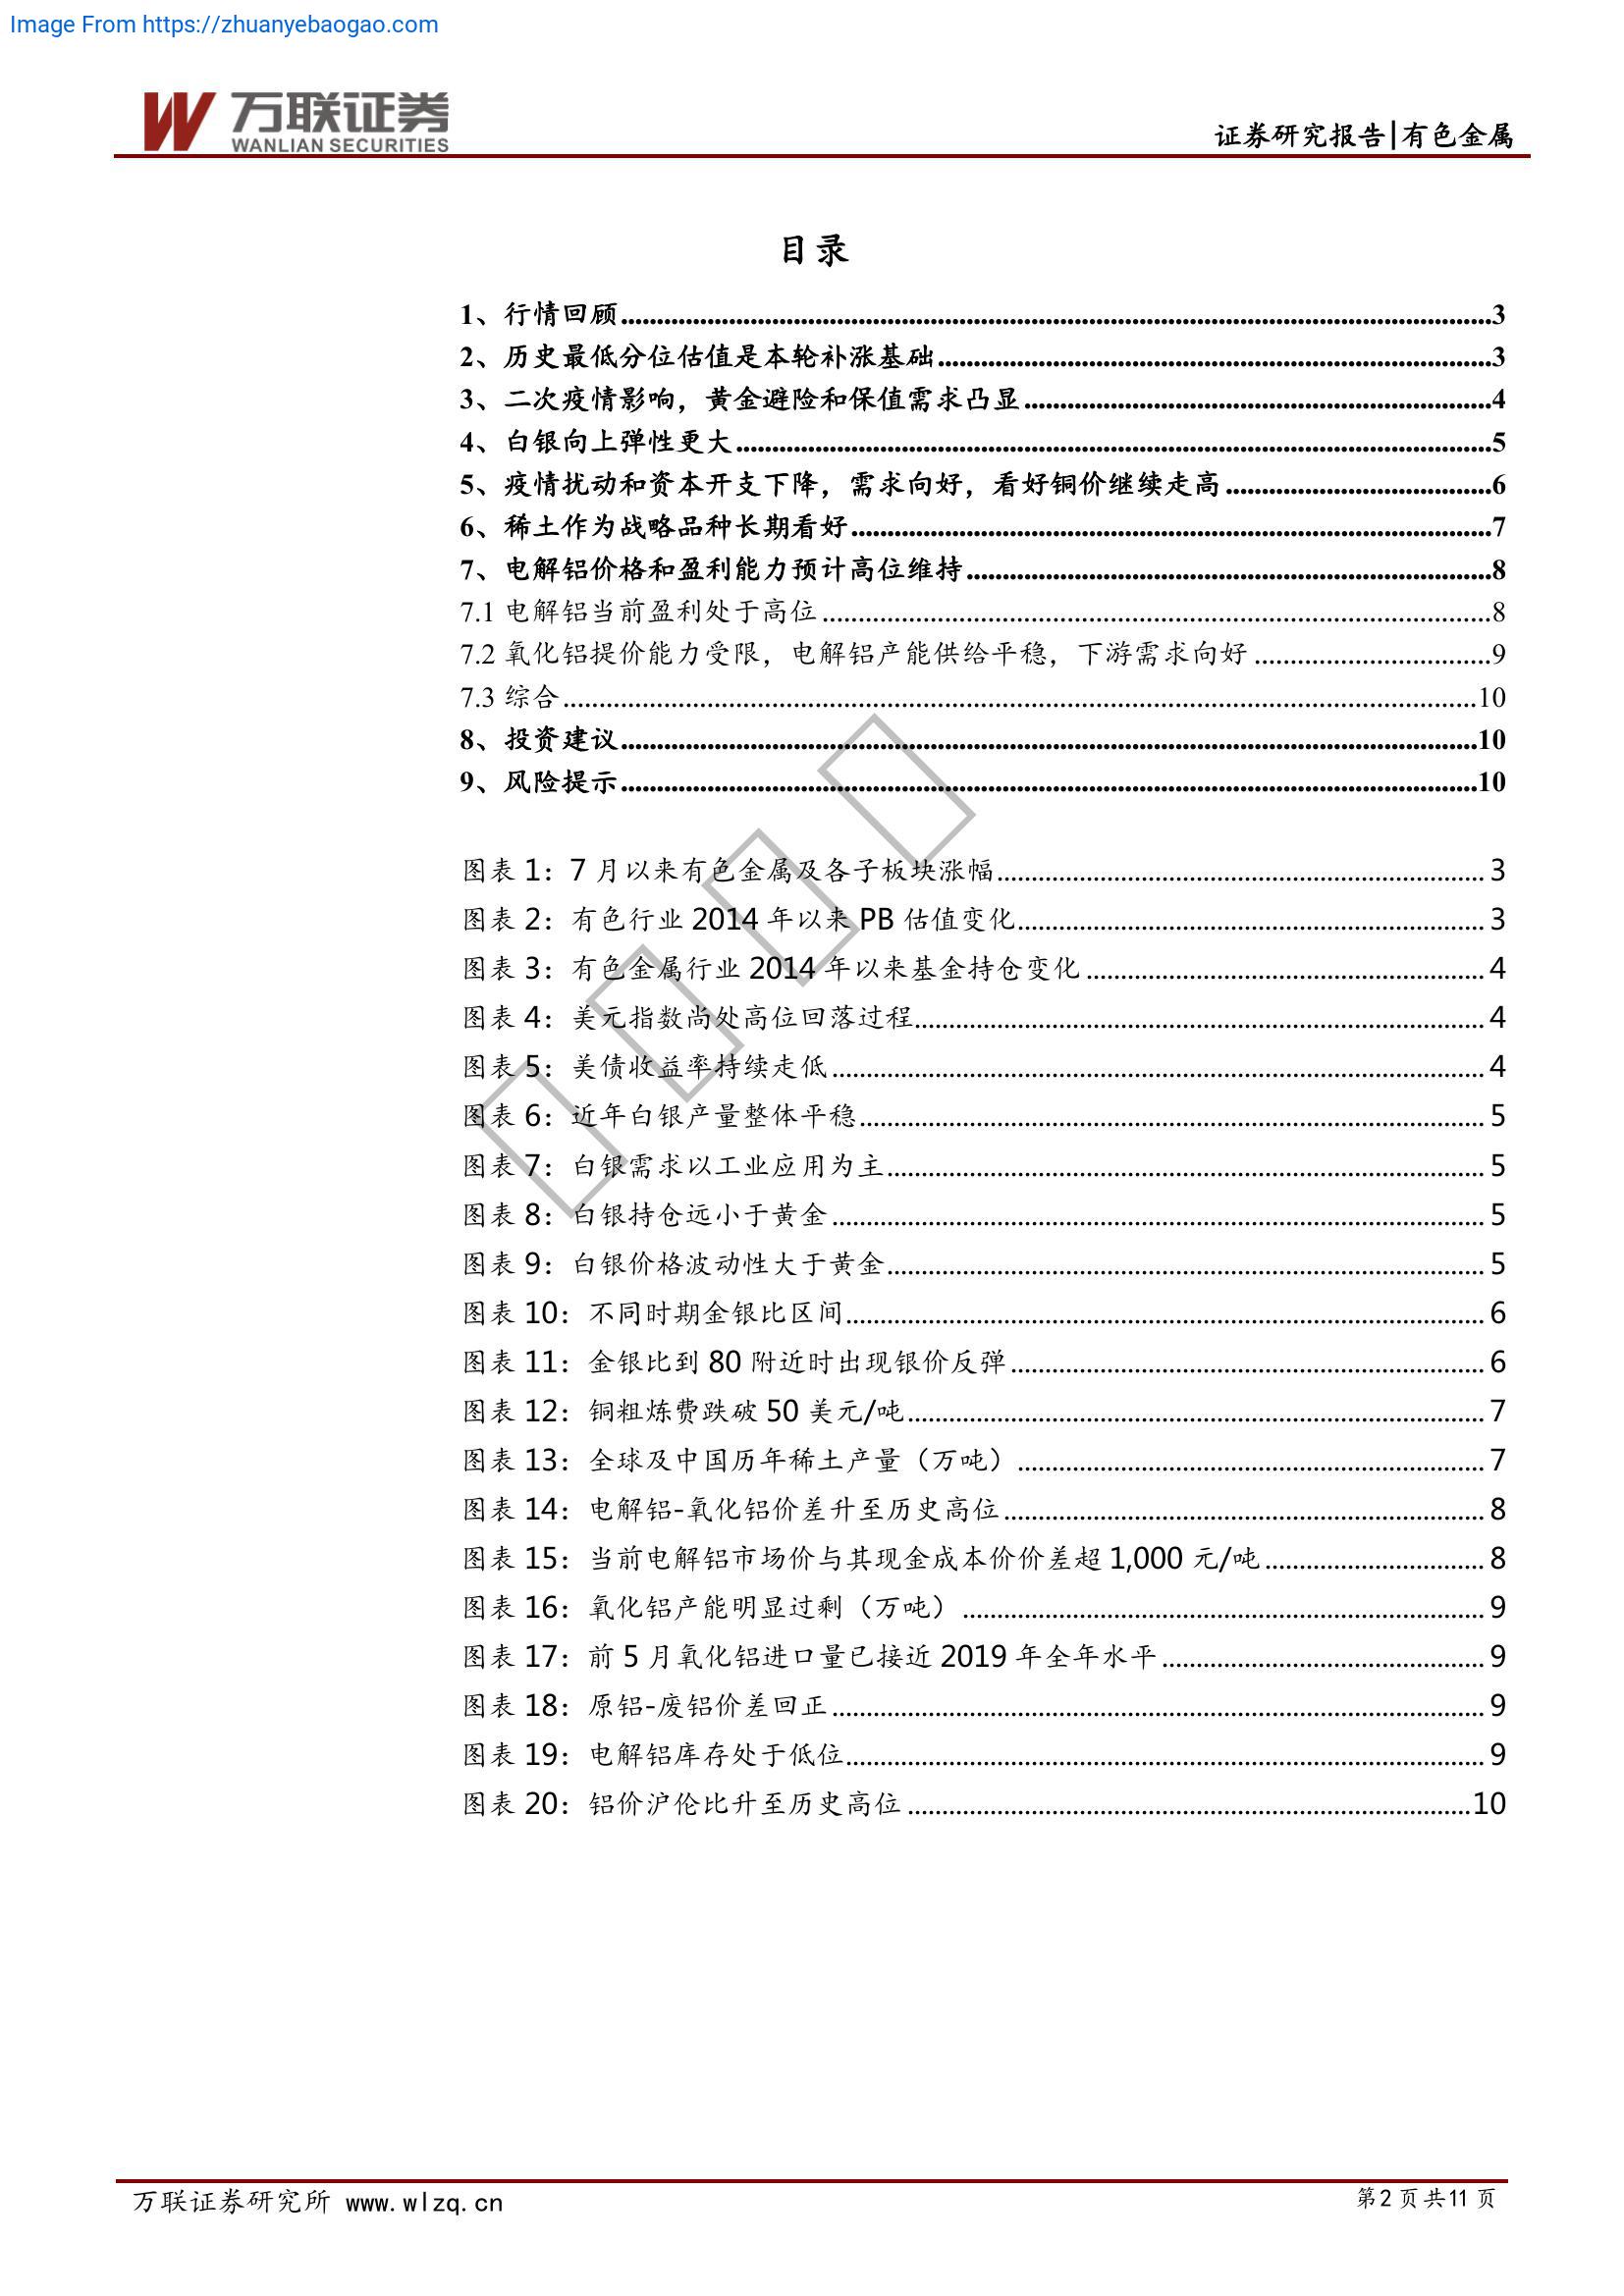 Image From https://zhuanyebaogao.com
万联证券
WANLIAN SECURITIES
证券研究报告|有色金属
目录
1、行情回顾........3
2、历史最低分位估值是本轮补涨基础........3
3、二次疫情影响，黄金避险和保值需求凸显........4
4、白银向上弹性更大........5
5、疫情扰动和资本开支下降，需求向好，看好铜价继续走高........6
6、稀土作为战略品种长期看好........7
7、电解铝价格和盈利能力预计高位维持........8
7.1 电解铝当前盈利处于高位........8
7.2 氧化铝提价能力受限，电解铝产能供给平稳，下游需求向好........9
7.3 综合........10
8、投资建议........10
9、风险提示........10
图表 1：7 月以来有色金属及各子板块涨幅........3
图表 2：有色行业 2014 年以来 PB 估值变化........3
图表 3：有色金属行业 2014 年以来基金持仓变化........4
图表 4：美元指数尚处高位回落过程........4
图表 5：美债收益率持续走低........4
图表 6：近年白银产量整体平稳........5
图表 7：白银需求以工业应用为主........5
图表 8：白银持仓远小于黄金........5
图表 9：白银价格波动性大于黄金........5
图表 10：不同时期金银比区间........6
图表 11：金银比到 80 附近时出现银价反弹........6
图表 12：铜粗炼费跌破 50 美元/吨........7
图表 13：全球及中国历年稀土产量（万吨）........7
图表 14：电解铝-氧化铝价差升至历史高位........8
图表 15：当前电解铝市场价与其现金成本价价差超 1,000 元/吨........8
图表 16：氧化铝产能明显过剩（万吨）........9
图表 17：前 5 月氧化铝进口量已接近 2019 年全年水平........9
图表 18：原铝-废铝价差回正........9
图表 19：电解铝库存处于低位........9
图表 20：铝价沪伦比升至历史高位........10
万联证券研究所 www.wlzq.cn
第2 页 共11 页